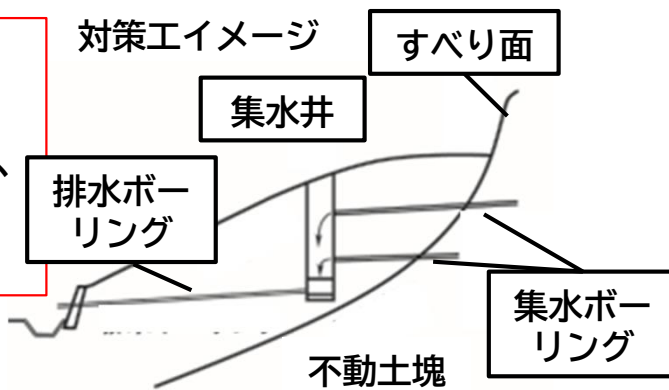 対策工イメージ
すべり面
集水井
排水ボー
リング
集水ボー
リング
不動土塊